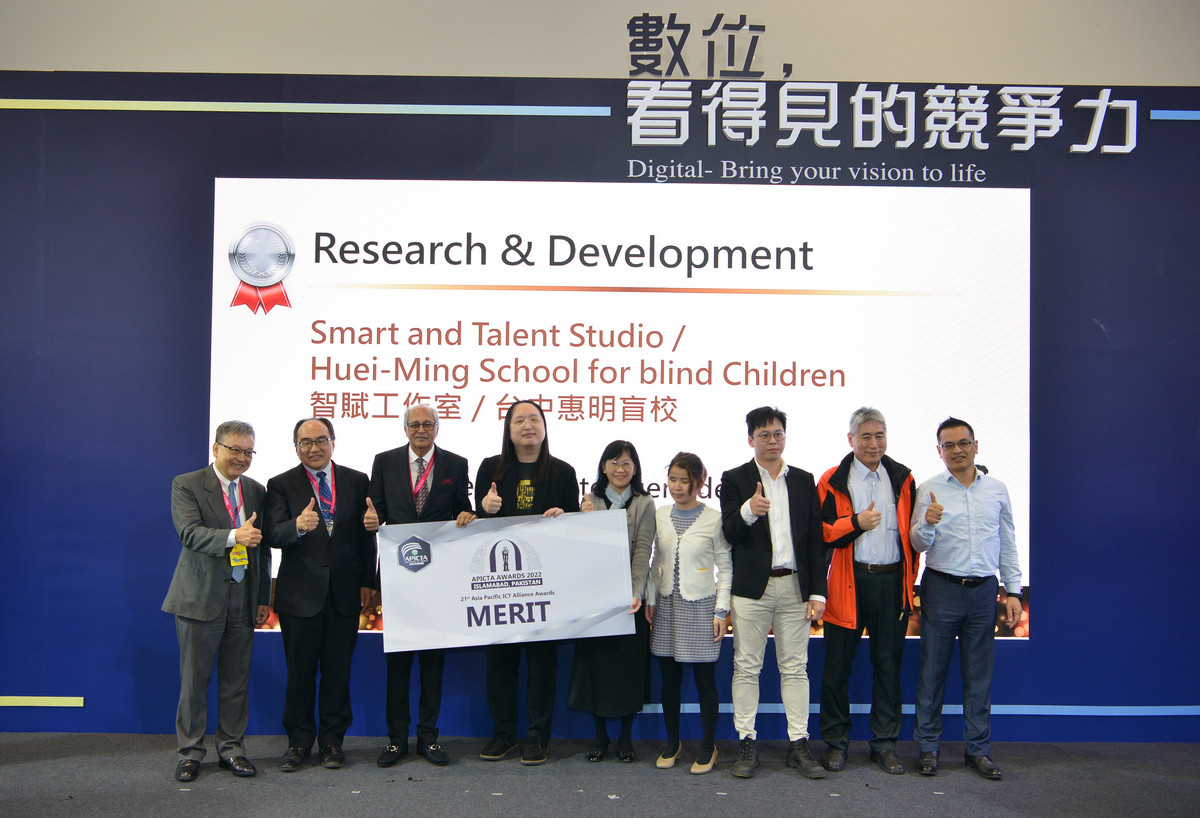 數位,
看得見的競爭力
Digital- Bring your vision to life
Research & Development
Smart and Talent Studio /
Huei-Ming School for blind Children
智賦工作室 / 台中惠明盲校
APICTA
APICTA AWARDS 2022
ISLAMABAD, PAKISTAN
21st Asia Pacific ICT Alliance Awards
MERIT